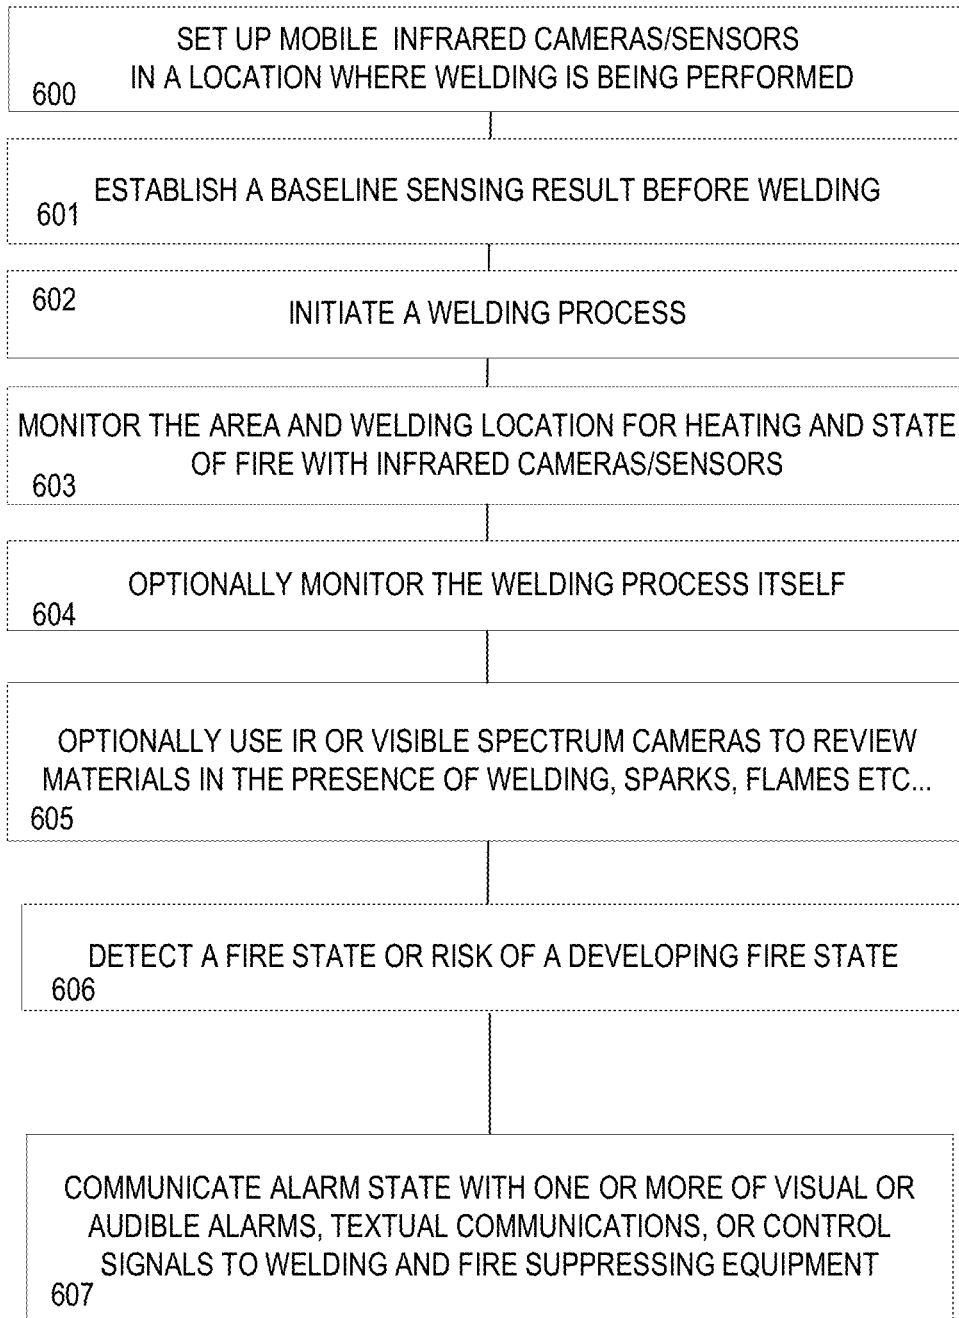 SET UP MOBILE INFRARED CAMERAS/SENSORS
IN A LOCATION WHERE WELDING IS BEING PERFORMED
600
ESTABLISH A BASELINE SENSING RESULT BEFORE WELDING
601
602
INITIATE A WELDING PROCESS
MONITOR THE AREA AND WELDING LOCATION FOR HEATING AND STATE
OF FIRE WITH INFRARED CAMERAS/SENSORS
603
OPTIONALLY MONITOR THE WELDING PROCESS ITSELF
604
OPTIONALLY USE IR OR VISIBLE SPECTRUM CAMERAS TO REVIEW
MATERIALS IN THE PRESENCE OF WELDING, SPARKS, FLAMES ETC...
605
DETECT A FIRE STATE OR RISK OF A DEVELOPING FIRE STATE
606
COMMUNICATE ALARM STATE WITH ONE OR MORE OF VISUAL OR
AUDIBLE ALARMS, TEXTUAL COMMUNICATIONS, OR CONTROL
SIGNALS TO WELDING AND FIRE SUPPRESSING EQUIPMENT
607